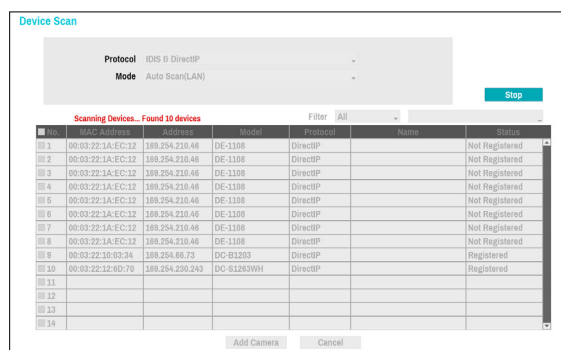 Device Scan
Protocol IDIS & DirectIP
Mode Auto Scan(LAN)
Stop
Scanning Devices... Found 10 devices Filter All
No. MAC Address Address Model Protocol Name Status
1 00:03:22:1A:EC:12 169.254.210.46 DE-1108 DirectIP Not Registered
2 00:03:22:1A:EC:12 169.254.210.46 DE-1108 DirectIP Not Registered
3 00:03:22:1A:EC:12 169.254.210.46 DE-1108 DirectIP Not Registered
4 00:03:22:1A:EC:12 169.254.210.46 DE-1108 DirectIP Not Registered
5 00:03:22:1A:EC:12 169.254.210.46 DE-1108 DirectIP Not Registered
6 00:03:22:1A:EC:12 169.254.210.46 DE-1108 DirectIP Not Registered
7 00:03:22:1A:EC:12 169.254.210.46 DE-1108 DirectIP Not Registered
8 00:03:22:1A:EC:12 169.254.210.46 DE-1108 DirectIP Not Registered
9 00:03:22:10:03:34 169.254.66.73 DC-B1203 DirectIP Registered
10 00:03:22:12:6D:70 169.254.230.243 DC-S1263WH DirectIP Registered
11
12
13
14
Add Camera Cancel